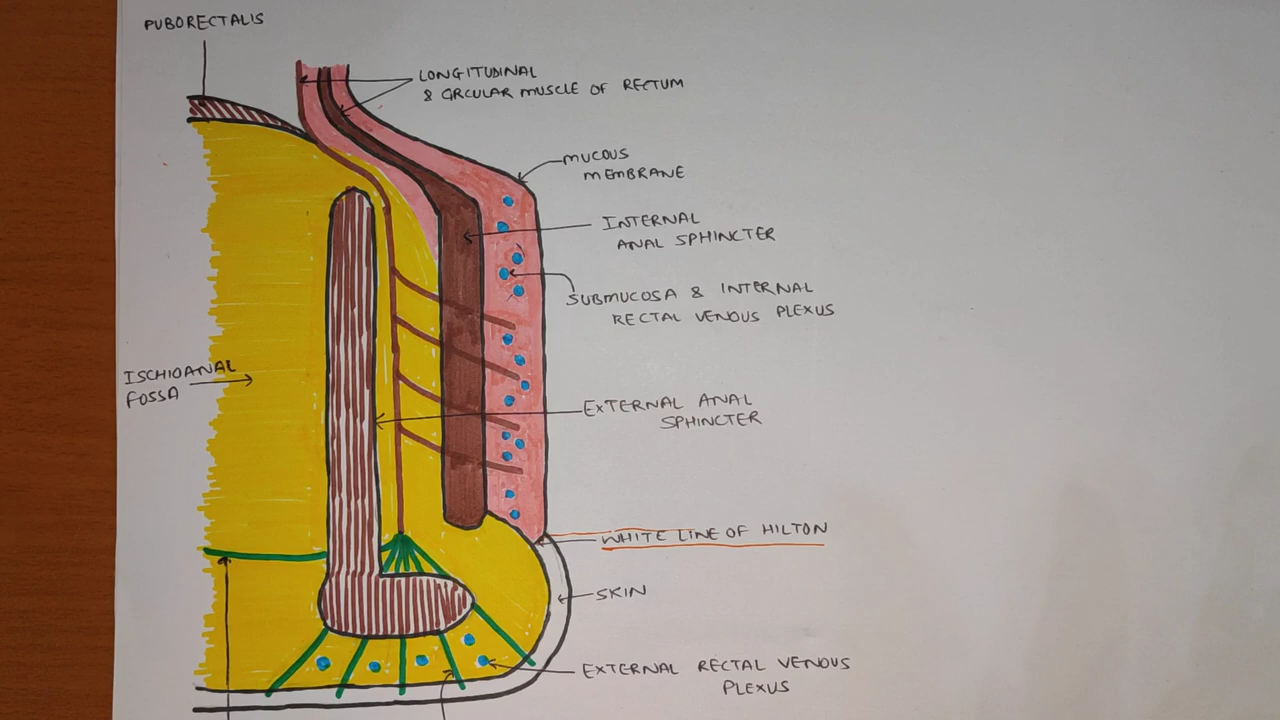 PUBORECTALIS
LONGITUDINAL
& CIRCULAR MUSCLE OF RECTUM
MUCOUS
MEMBRANE
INTERNAL
ANAL SPHINCTER
SUBMUCOSA & INTERNAL
RECTAL VENOUS PLEXUS
ISCHIOANAL
FOSSA
EXTERNAL ANAL
SPHINCTER
WHITE LINE OF HILTON
SKIN
EXTERNAL RECTAL VENOUS
PLEXUS